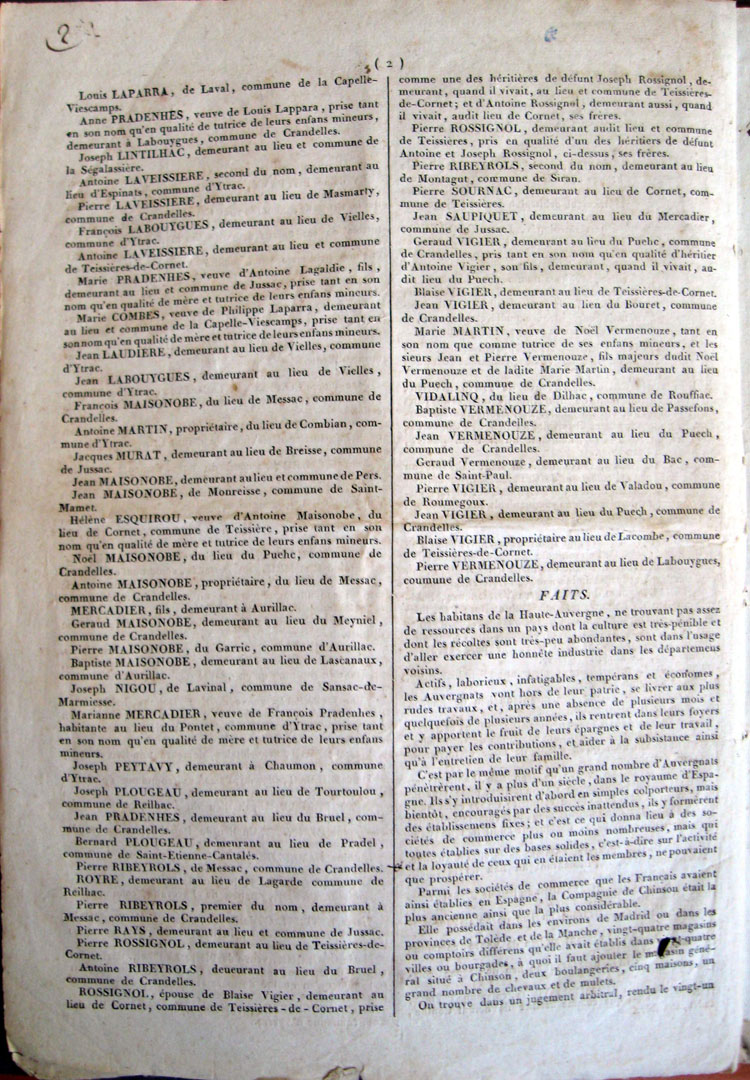 2
( 2 )
Louis LAPARRA, de Laval, commune de la Capelle-
Viescamps.
Anne PRADENHES, veuve de Louis Lappara, prise tant
en son nom qu'en qualité de tutrice de leurs enfans mineurs,
demeurant à Labouygues, commune de Crandelles.
Joseph LINTILHAC, demeurant au lieu et commune de
la Ségalassière.
Antoine LAVEISSIERE, second du nom, demeurant au
lieu d'Espinats, commune d'Ytrac.
Pierre LAVEISSIERE, demeurant au lieu de Masmarty,
commune de Crandelles.
François LABOUYGUES, demeurant au lieu de Vielles,
commune d'Ytrac.
Antoine LAVEISSIERE, demeurant au lieu et commune
de Teissières-de-Cornet.
Marie PRADENHES, veuve d'Antoine Lagaldie, fils,
demeurant au lieu et commune de Jussac, prise tant en son
nom qu'en qualité de mère et tutrice de leurs enfans mineurs.
Marie COMBES, veuve de Philippe Laparra, demeurant
au lieu et commune de la Capelle-Viescamps, prise tant en
son nom qu'en qualité de mère et tutrice de leurs enfans mineurs.
Jean LAUDIERE, demeurant au lieu de Vielles, commune
d'Ytrac.
Jean LABOUYGUES, demeurant au lieu de Vielles,
commune d'Ytrac.
François MAISONOBE, du lieu de Messac, commune de
Crandelles.
Antoine MARTIN, propriétaire, du lieu de Combian, com-
mune d'Ytrac.
Jacques MURAT, demeurant au lieu de Breisse, commune
de Jussac.
Jean MAISONOBE, demeurant au lieu et commune de Pers.
Jean MAISONOBE, de Monreisse, commune de Saint-
Mamet.
Hélène ESQUIROU, veuve d'Antoine Maisonobe, du
lieu de Cornet, commune de Teissière, prise tant en son
nom qu'en qualité de mère et tutrice de leurs enfans mineurs.
Noël MAISONOBE, du lieu du Puche, commune de
Crandelles.
Antoine MAISONOBE, propriétaire, du lieu de Messac,
commune de Crandelles.
MERCADIER, fils, demeurant à Aurillac.
Geraud MAISONOBE, demeurant au lieu du Meyniel,
commune de Crandelles.
Pierre MAISONOBE, du Garric, commune d'Aurillac.
Baptiste MAISONOBE, demeurant au lieu de Lascanaux,
commune d'Aurillac.
Joseph NIGOU, de Lavinal, commune de Sansac-de-
Marmiesse.
Marianne MERCADIER, veuve de François Pradenhes,
habitante au lieu du Pontet, commune d'Ytrac, prise tant
en son nom qu'en qualité de mère et tutrice de leurs enfans
mineurs.
Joseph PEYTAVY, demeurant à Chaumon, commune
d'Ytrac.
Joseph PLOUGEAU, demeurant au lieu de Tourtoulou,
commune de Reilhac.
Jean PRADENHES, demeurant au lieu du Bruel, com-
mune de Crandelles.
Bernard PLOUGEAU, demeurant au lieu de Pradel,
commune de Saint-Etienne-Cantalès.
Pierre RIBEYROLS, de Messac, commune de Crandelles.
ROYRE, demeurant au lieu de Lagarde commune de
Reilhac.
Pierre RIBEYROLS, premier du nom, demeurant à
Messac, commune de Crandelles.
Pierre RAYS, demeurant au lieu et commune de Jussac.
Pierre ROSSIGNOL, demeurant au lieu de Teissières-de-
Cornet.
Antoine RIBEYROLS, deueurant au lieu du Bruel,
commune de Crandelles.
ROSSIGNOL, épouse de Blaise Vigier, demeurant au
lieu de Cornet, commune de Teissières-de-Cornet, prise
comme une des héritières de défunt Joseph Rossignol, de-
meurant, quand il vivait, au lieu et commune de Teissières-
de-Cornet; et d'Antoine Rossignol, demeurant aussi, quand
il vivait, audit lieu de Cornet, ses frères.
Pierre ROSSIGNOL, demeurant audit lieu et commune
de Teissières, pris en qualité d'un des héritiers de défunt
Antoine et Joseph Rossignol, ci-dessus, ses frères.
Pierre RIBEYROLS, second du nom, demeurant au lieu
de Montagut, commune de Siran.
Pierre SOURNAC, demeurant au lieu de Cornet, com-
mune de Teissières.
Jean SAUPIQUET, demeurant au lieu du Mercadier,
commune de Jussac.
Geraud VIGIER, demeurant au lieu du Puche, commune
de Crandelles, pris tant en son nom qu'en qualité d'héritier
d'Antoine Vigier, son fils, demeurant, quand il vivait, au-
dit lieu du Puech.
Blaise VIGIER, demeurant au lieu de Teissières-de-Cornet.
Jean VIGIER, demeurant au lieu du Bouret, commune
de Crandelles.
Marie MARTIN, veuve de Noël Vermenouze, tant en
son nom que comme tutrice de ses enfans mineurs, et les
sieurs Jean et Pierre Vermenouze, fils majeurs dudit Noël
Vermenouze et de ladite Marie Martin, demeurant au lieu
du Puech, commune de Crandelles.
VIDALINQ, du lieu de Dilhac, commune de Rouffiac.
Baptiste VERMENOUZE, demeurant au lieu de Passefons,
commune de Crandelles.
Jean VERMENOUZE, demeurant au lieu du Puech,
commune de Crandelles.
Geraud Vermenouze, demeurant au lieu du Bac, com-
mune de Saint-Paul.
Pierre VIGIER, demeurant au lieu de Valadou, commune
de Roumegoux.
Jean VIGIER, demeurant au lieu du Puech, commune de
Crandelles.
Blaise VIGIER, propriétaire au lieu de Lacombe, commune
de Teissières-de-Cornet.
Pierre VERMENOUZE, demeurant au lieu de Labouygues,
coumune de Crandelles.
FAITS.
Les habitans de la Haute-Auvergne, ne trouvant pas assez
de ressources dans un pays dont la culture est très-pénible et
dont les récoltes sont très-peu abondantes, sont dans l'usage
d'aller exercer une honnête industrie dans les départemeus
voisins.
Actifs, laborieux, infatigables, tempérans et économes,
les Auvergnats vont hors de leur patrie, se livrer aux plus
rudes travaux, et, après une absence de plusieurs mois et
quelquefois de plusieurs années, ils rentrent dans leurs foyers
et y apportent le fruit de leurs épargnes et de leur travail,
pour payer les contributions, et aider à la subsistance ainsi
qu'à l'entretien de leur famille.
C'est par le même motif qu'un grand nombre d'Auvergnats
pénètrèrent, il y a plus d'un siècle, dans le royaume d'Espa-
gne. Ils s'y introduisirent d'abord en simples colporteurs, mais
bientôt, encouragés par des succès inattendus, ils y formèrent
des établissemens fixes; et c'est ce qui donna lieu à des so-
ciétés de commerce plus ou moins nombreuses, mais qui
toutes établies sur des bases solides, c'est-à-dire sur l'activité
et la loyauté de ceux qui en étaient les membres, ne pouvaient
que prospérer.
Parmi les sociétés de commerce que les Français avaient
ainsi établies en Espagne, la Compagnie de Chinson était la
plus ancienne ainsi que la plus considérable.
Elle possédait dans les environs de Madrid ou dans les
provinces de Tolède et de la Manche, vingt-quatre magasins
ou comptoirs différens qu'elle avait établis dans vingt-quatre
villes ou bourgades, à quoi il faut ajouter le magasin géné-
ral situé à Chinson, deux boulangeries, cinq maisons, un
grand nombre de chevaux et de mulets.
On trouve dans un jugement arbitral, rendu le vingt-un